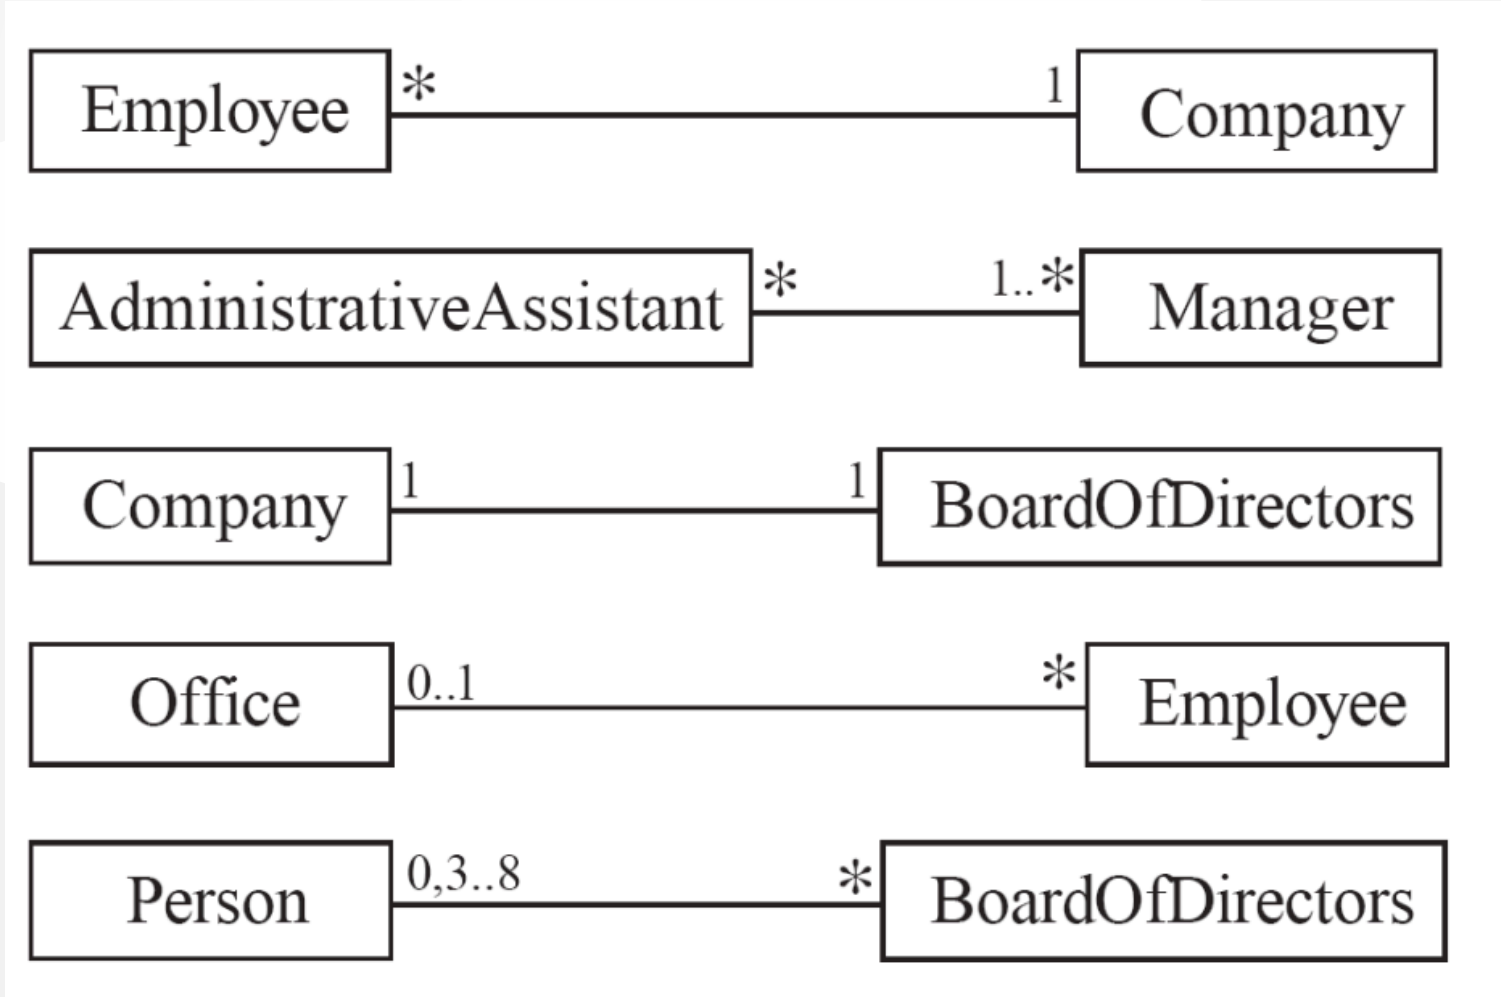 Employee * 1 Company
AdministrativeAssistant * 1..* Manager
Company 1 1 BoardOfDirectors
Office 0..1 * Employee
Person 0,3..8 * BoardOfDirectors